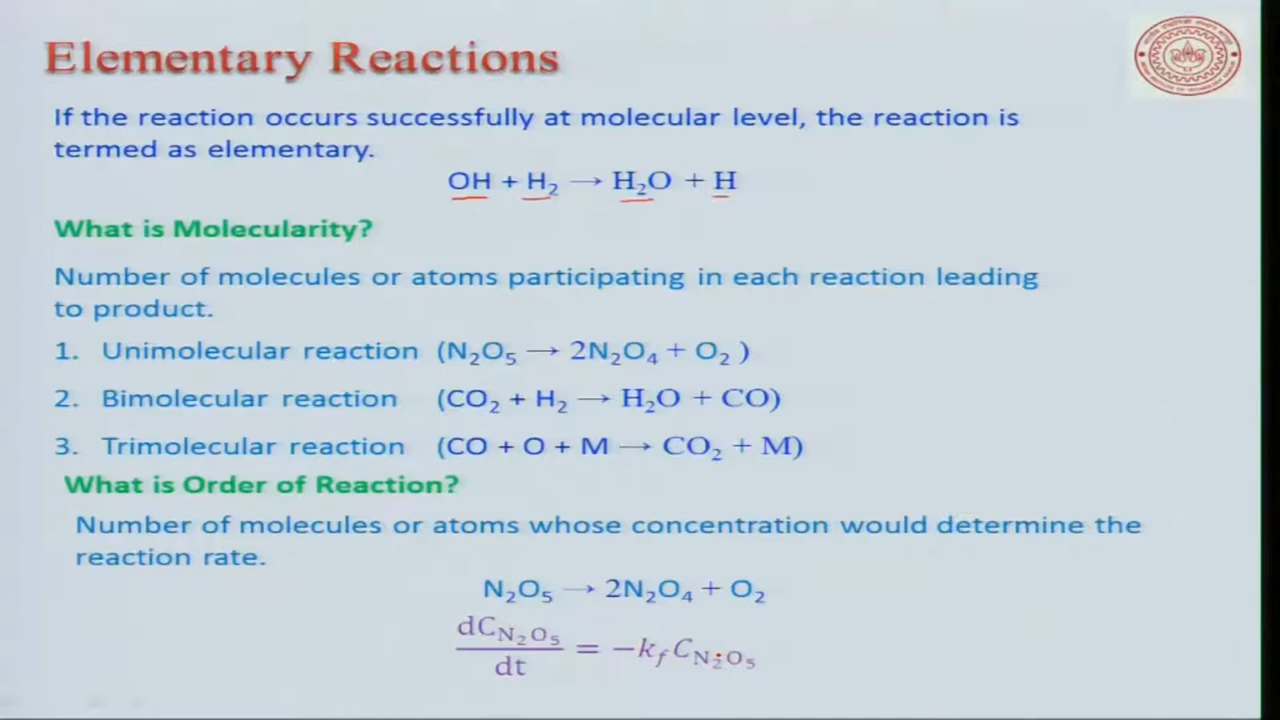 Elementary Reactions
If the reaction occurs successfully at molecular level, the reaction is
termed as elementary.
OH + H₂ → H₂O + H
What is Molecularity?
Number of molecules or atoms participating in each reaction leading
to product.
1. Unimolecular reaction (N₂O₅ → 2N₂O₄ + O₂ )
2. Bimolecular reaction (CO₂ + H₂ → H₂O + CO)
3. Trimolecular reaction (CO + O + M → CO₂ + M)
What is Order of Reaction?
Number of molecules or atoms whose concentration would determine the
reaction rate.
N₂O₅ → 2N₂O₄ + O₂
dC_N₂O₅/dt = −k_f C_N₂O₅